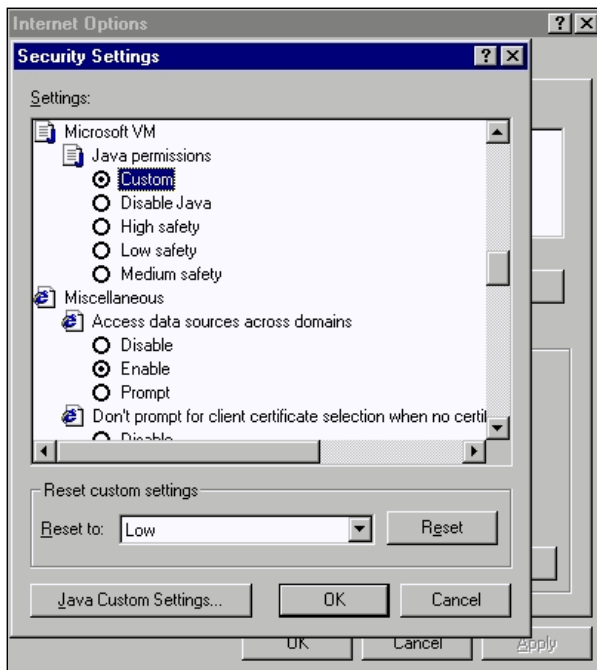 Internet Options
Security Settings
Settings:
Microsoft VM
Java permissions
Custom
Disable Java
High safety
Low safety
Medium safety
Miscellaneous
Access data sources across domains
Disable
Enable
Prompt
Don't prompt for client certificate selection when no certi
Disable
Reset custom settings
Reset to: Low Reset
Java Custom Settings... OK Cancel
OK Cancel Apply